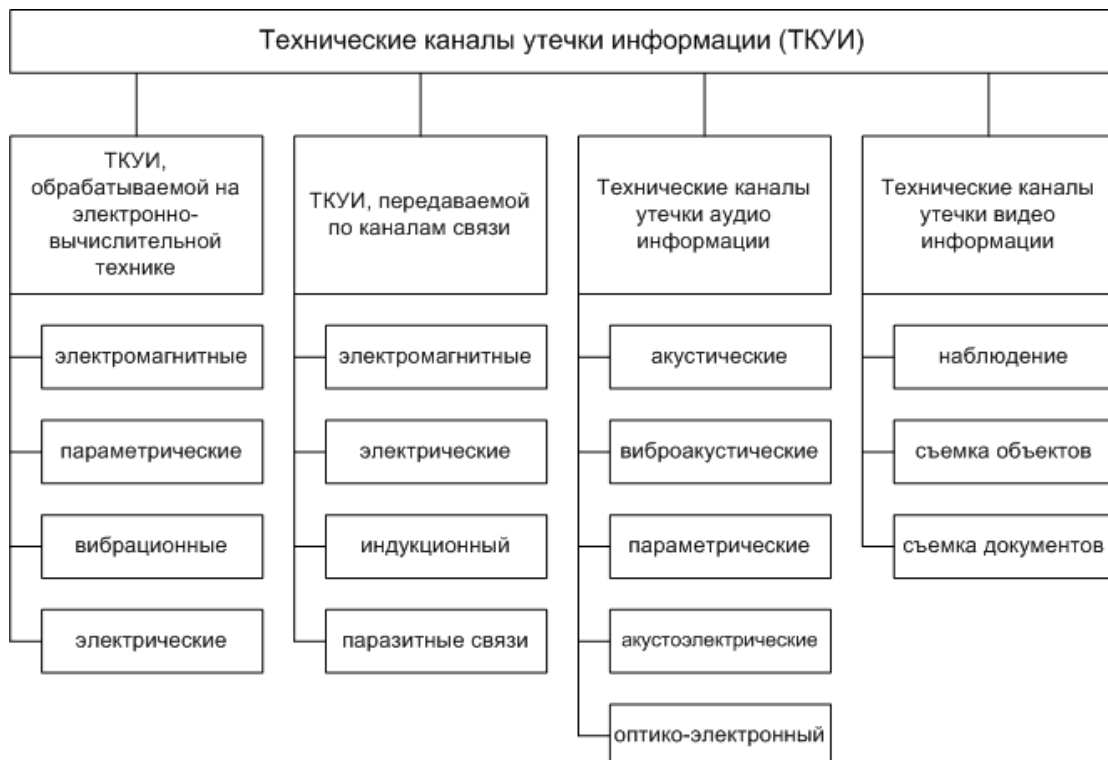 Технические каналы утечки информации (ТКУИ)
ТКУИ,
обрабатываемой на
электронно-
вычислительной
технике
электромагнитные
параметрические
вибрационные
электрические
ТКУИ, передаваемой
по каналам связи
электромагнитные
электрические
индукционный
паразитные связи
Технические каналы
утечки аудио
информации
акустические
виброакустические
параметрические
акустоэлектрические
оптико-электронный
Технические каналы
утечки видео
информации
наблюдение
съемка объектов
съемка документов